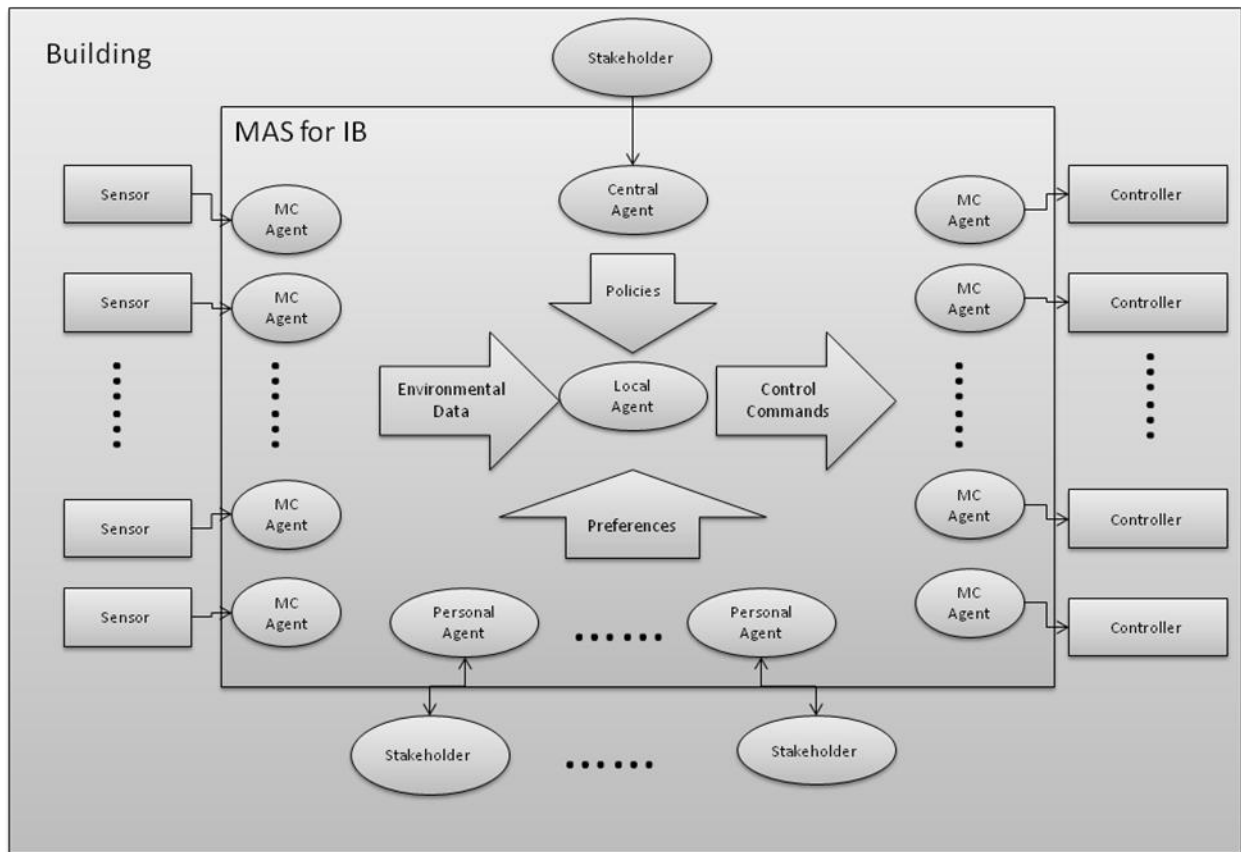 Building
Stakeholder
MAS for IB
Sensor
MC
Agent
Central
Agent
MC
Agent
Controller
Sensor
MC
Agent
Policies
MC
Agent
Controller
Environmental
Data
Local
Agent
Control
Commands
Sensor
MC
Agent
Preferences
MC
Agent
Controller
Sensor
MC
Agent
Personal
Agent
Personal
Agent
MC
Agent
Controller
Stakeholder
Stakeholder